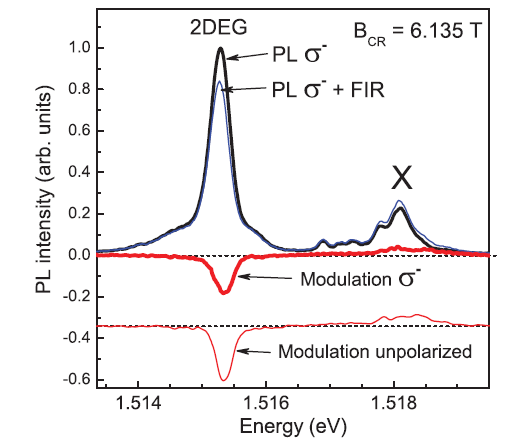 2DEG
B_CR = 6.135 T
PL σ⁻
PL σ⁻ + FIR
X
Modulation σ⁻
Modulation unpolarized
PL intensity (arb. units)
1.0
0.8
0.6
0.4
0.2
0.0
-0.2
-0.4
-0.6
1.514 1.516 1.518
Energy (eV)